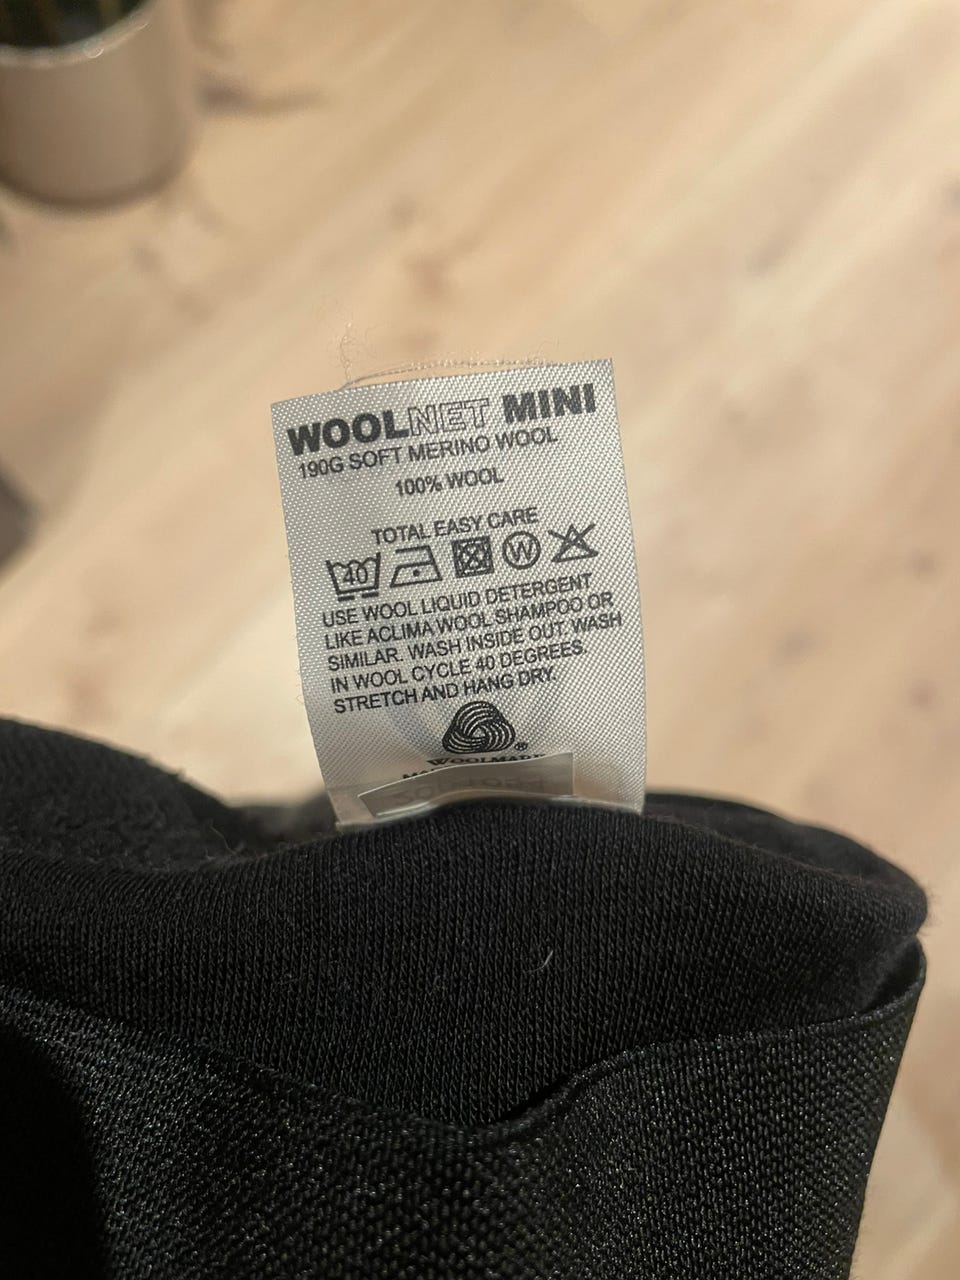 WOOLNET MINI
190G SOFT MERINO WOOL
100% WOOL
TOTAL EASY CARE
40 W
USE WOOL LIQUID DETERGENT
LIKE ACLIMA WOOL SHAMPOO OR
SIMILAR. WASH INSIDE OUT. WASH
IN WOOL CYCLE 40 DEGREES.
STRETCH AND HANG DRY.
WOOLMARK